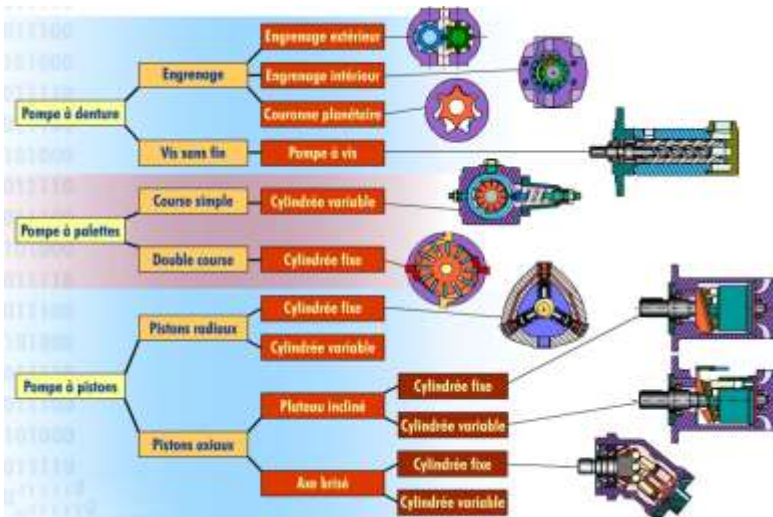 Engrenage extérieur
Engrenage
Engrenage intérieur
Pompe à denture
Couronne planétaire
Vis sans fin
Pompe à vis
Course simple
Cylindrée variable
Pompe à palettes
Double course
Cylindrée fixe
Cylindrée fixe
Pistons radiaux
Cylindrée variable
Pompe à pistons
Cylindrée fixe
Plateau incliné
Cylindrée variable
Pistons axiaux
Cylindrée fixe
Axe brisé
Cylindrée variable